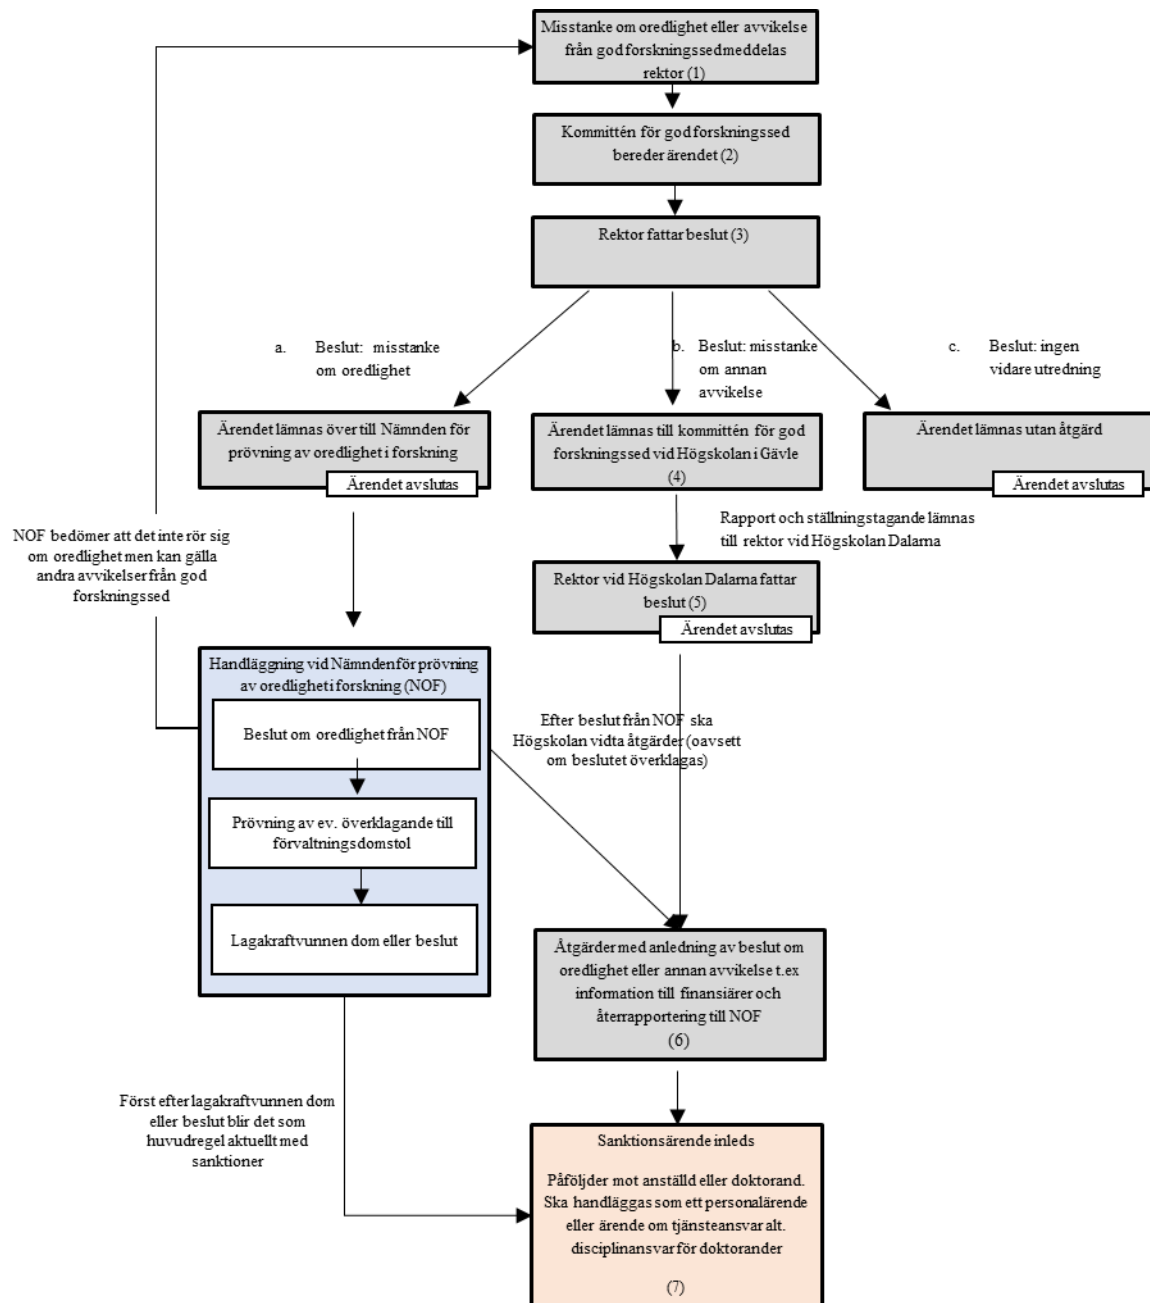 Misstanke om oredlighet eller avvikelse
från god forskningssed meddelas
rektor (1)
Kommittén för god forskningssed
bereder ärendet (2)
Rektor fattar beslut (3)
a. Beslut: misstanke
om oredlighet
b. Beslut: misstanke
om annan
avvikelse
c. Beslut: ingen
vidare utredning
Ärendet lämnas över till Nämnden för
prövning av oredlighet i forskning
Ärendet avslutas
Ärendet lämnas till kommittén för god
forskningssed vid Högskolan i Gävle
(4)
Ärendet lämnas utan åtgärd
Ärendet avslutas
Rapport och ställningstagande lämnas
till rektor vid Högskolan Dalarna
NOF bedömer att det inte rör sig
om oredlighet men kan gälla
andra avvikelser från god
forskningssed
Rektor vid Högskolan Dalarna fattar
beslut (5)
Ärendet avslutas
Handläggning vid Nämnden för prövning
av oredlighet i forskning (NOF)
Beslut om oredlighet från NOF
Prövning av ev. överklagande till
förvaltningsdomstol
Lagakraftvunnen dom eller beslut
Efter beslut från NOF ska
Högskolan vidta åtgärder (oavsett
om beslutet överklagas)
Åtgärder med anledning av beslut om
oredlighet eller annan avvikelse t.ex
information till finansiärer och
återrapportering till NOF
(6)
Först efter lagakraftvunnen dom
eller beslut blir det som
huvudregel aktuellt med
sanktioner
Sanktionsärende inleds
Påföljder mot anställd eller doktorand.
Ska handläggas som ett personalärende
eller ärende om tjänsteansvar alt.
disciplinansvar för doktorander
(7)